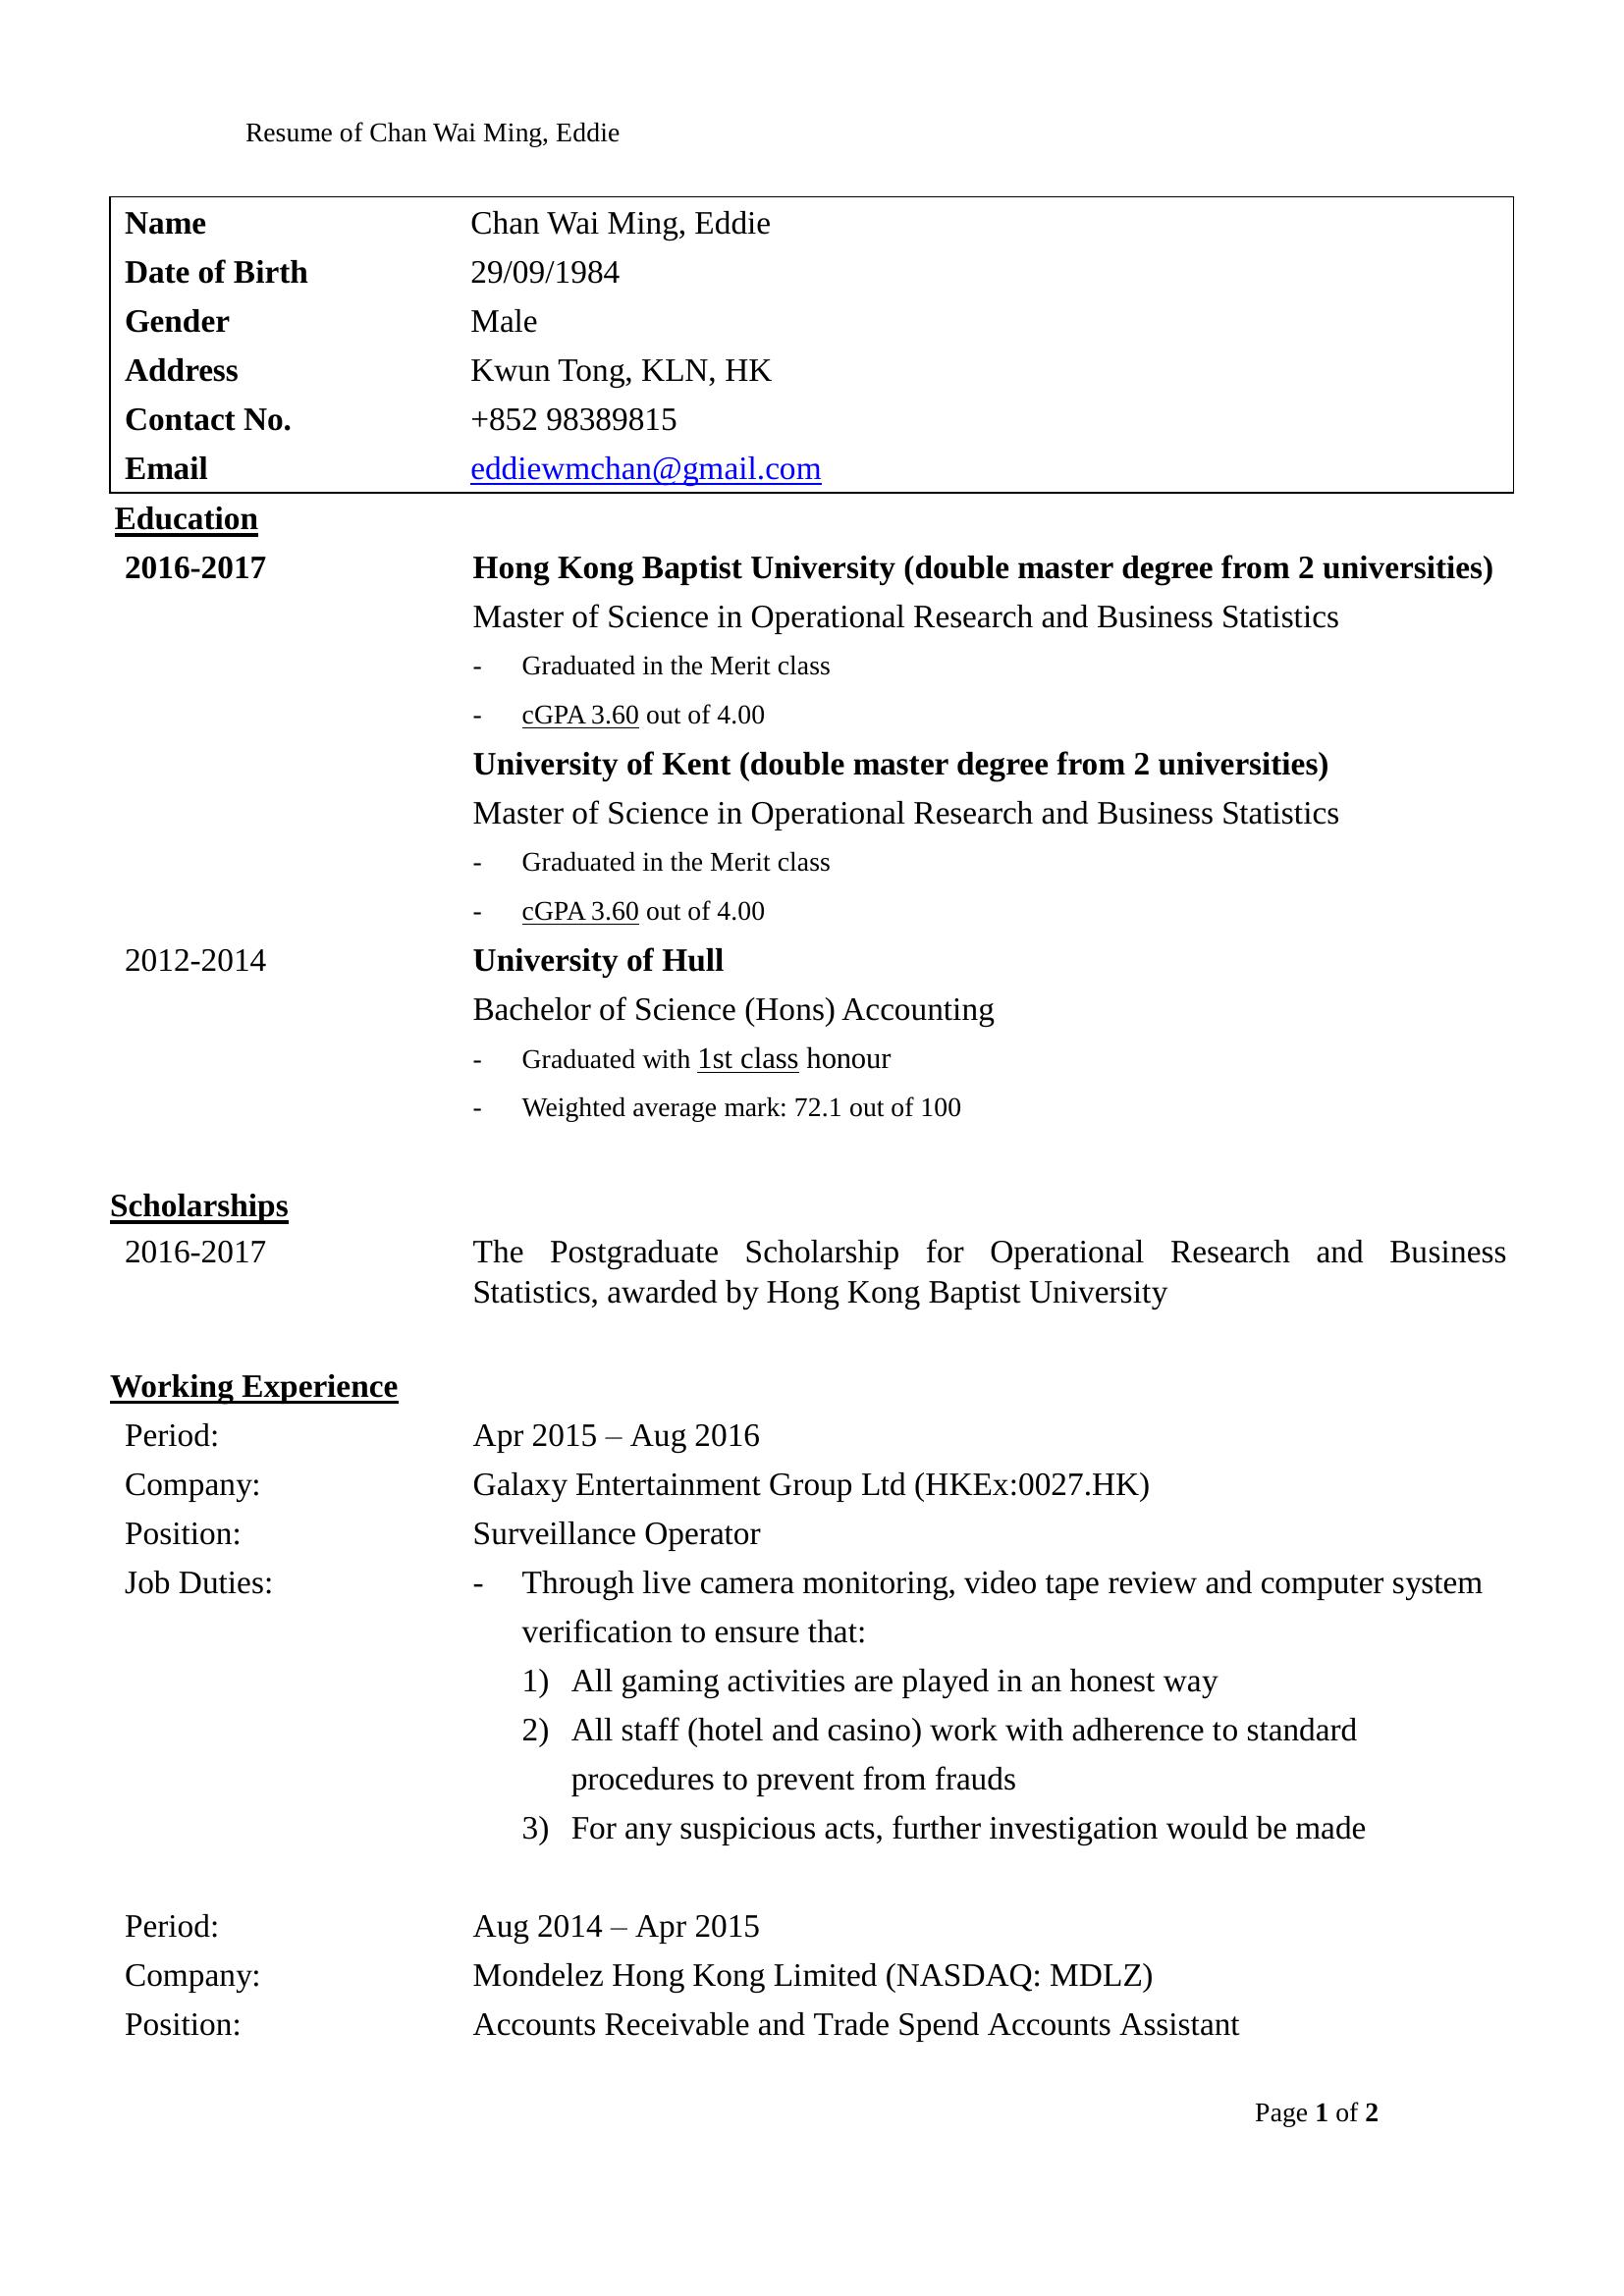 Resume of Chan Wai Ming, Eddie
Name Chan Wai Ming, Eddie
Date of Birth 29/09/1984
Gender Male
Address Kwun Tong, KLN, HK
Contact No. +852 98389815
Email eddiewmchan@gmail.com
Education
2016-2017 Hong Kong Baptist University (double master degree from 2 universities)
Master of Science in Operational Research and Business Statistics
- Graduated in the Merit class
- cGPA 3.60 out of 4.00
University of Kent (double master degree from 2 universities)
Master of Science in Operational Research and Business Statistics
- Graduated in the Merit class
- cGPA 3.60 out of 4.00
2012-2014 University of Hull
Bachelor of Science (Hons) Accounting
- Graduated with 1st class honour
- Weighted average mark: 72.1 out of 100
Scholarships
2016-2017 The Postgraduate Scholarship for Operational Research and Business
Statistics, awarded by Hong Kong Baptist University
Working Experience
Period: Apr 2015 – Aug 2016
Company: Galaxy Entertainment Group Ltd (HKEx:0027.HK)
Position: Surveillance Operator
Job Duties: - Through live camera monitoring, video tape review and computer system
verification to ensure that:
1) All gaming activities are played in an honest way
2) All staff (hotel and casino) work with adherence to standard
procedures to prevent from frauds
3) For any suspicious acts, further investigation would be made
Period: Aug 2014 – Apr 2015
Company: Mondelez Hong Kong Limited (NASDAQ: MDLZ)
Position: Accounts Receivable and Trade Spend Accounts Assistant
Page 1 of 2